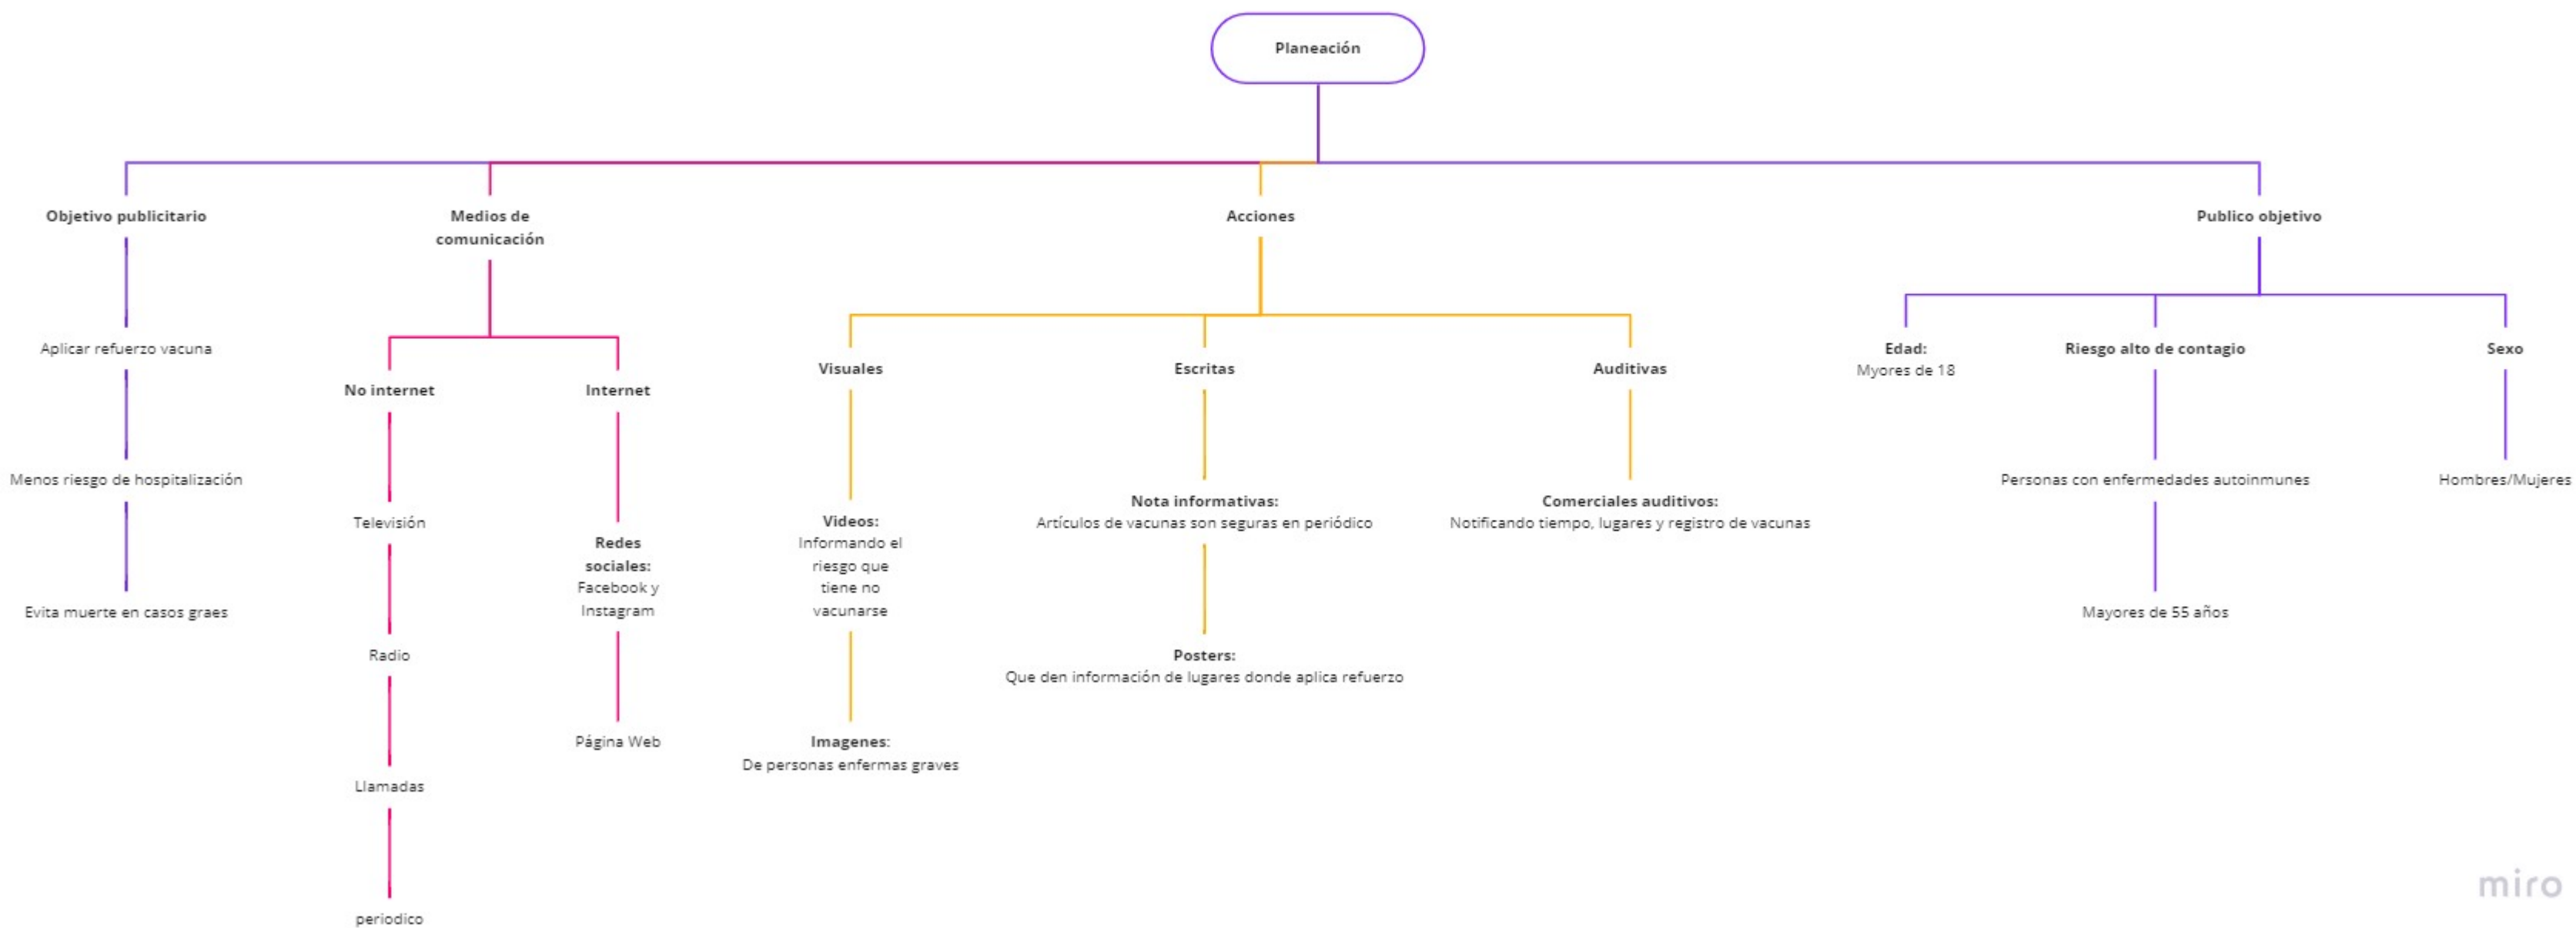 Planeación
Objetivo publicitario
Aplicar refuerzo vacuna
Menos riesgo de hospitalización
Evita muerte en casos graes
Medios de
comunicación
No internet
Televisión
Radio
Llamadas
periodico
Internet
Redes
sociales:
Facebook y
Instagram
Página Web
Acciones
Visuales
Videos:
Informando el
riesgo que
tiene no
vacunarse
Imagenes:
De personas enfermas graves
Escritas
Nota informativas:
Artículos de vacunas son seguras en periódico
Posters:
Que den información de lugares donde aplica refuerzo
Auditivas
Comerciales auditivos:
Notificando tiempo, lugares y registro de vacunas
Publico objetivo
Edad:
Myores de 18
Riesgo alto de contagio
Personas con enfermedades autoinmunes
Mayores de 55 años
Sexo
Hombres/Mujeres
miro